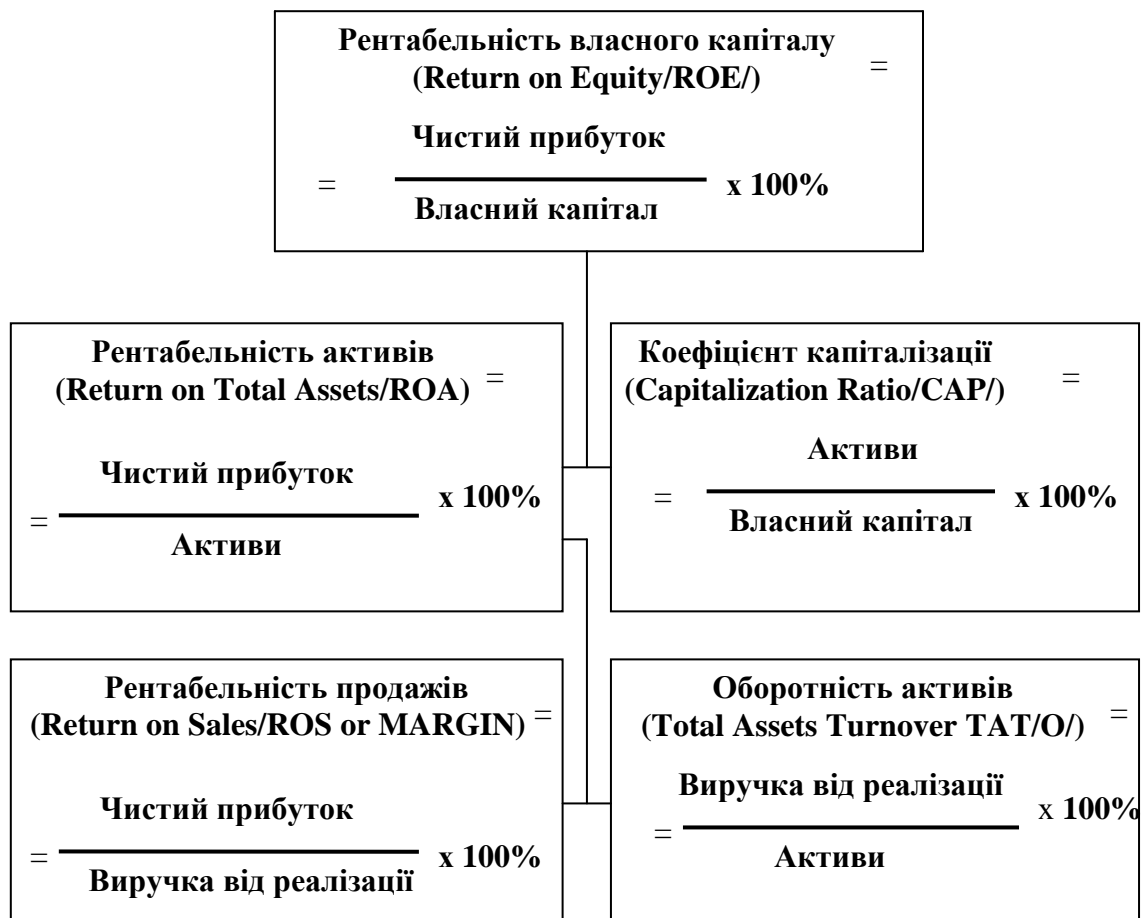 Рентабельність власного капіталу
(Return on Equity/ROE/) =
Чистий прибуток
= x 100%
Власний капітал
Рентабельність активів
(Return on Total Assets/ROA) =
Чистий прибуток
= x 100%
Активи
Коефіцієнт капіталізації
(Capitalization Ratio/CAP/) =
Активи
= x 100%
Власний капітал
Рентабельність продажів
(Return on Sales/ROS or MARGIN) =
Чистий прибуток
= x 100%
Виручка від реалізації
Оборотність активів
(Total Assets Turnover TAT/O/) =
Виручка від реалізації
= x 100%
Активи